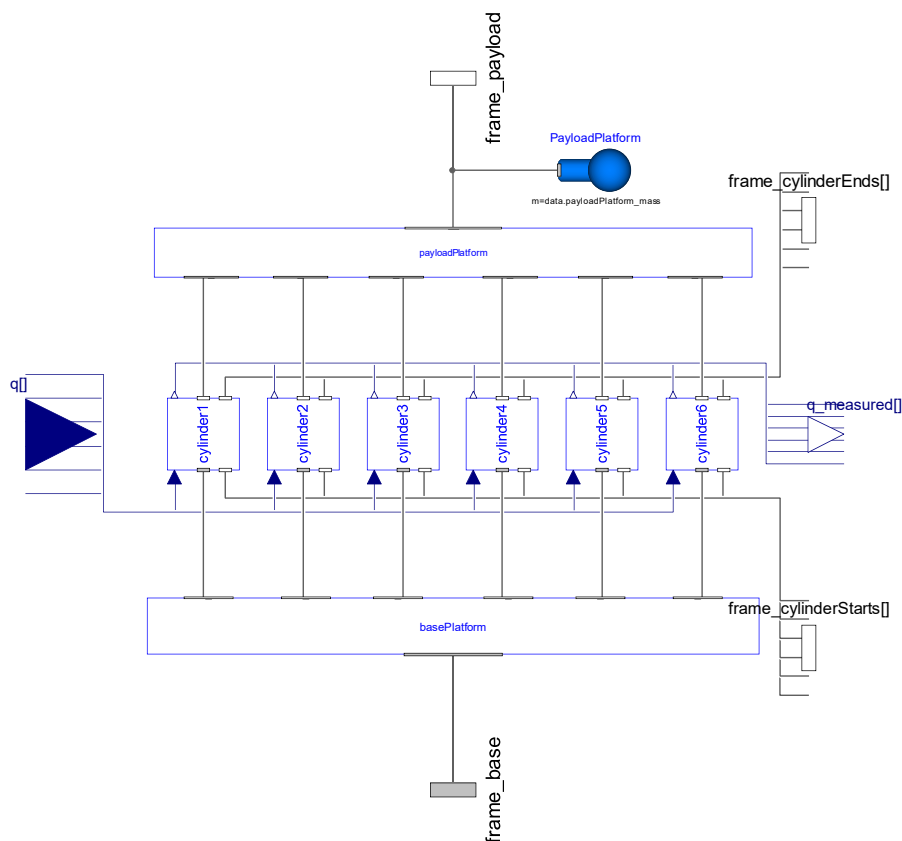 frame_payload
PayloadPlatform
m=data.payloadPlatform_mass
frame_cylinderEnds[]
payloadPlatform
q[]
cylinder1
cylinder2
cylinder3
cylinder4
cylinder5
cylinder6
q_measured[]
frame_cylinderStarts[]
basePlatform
frame_base